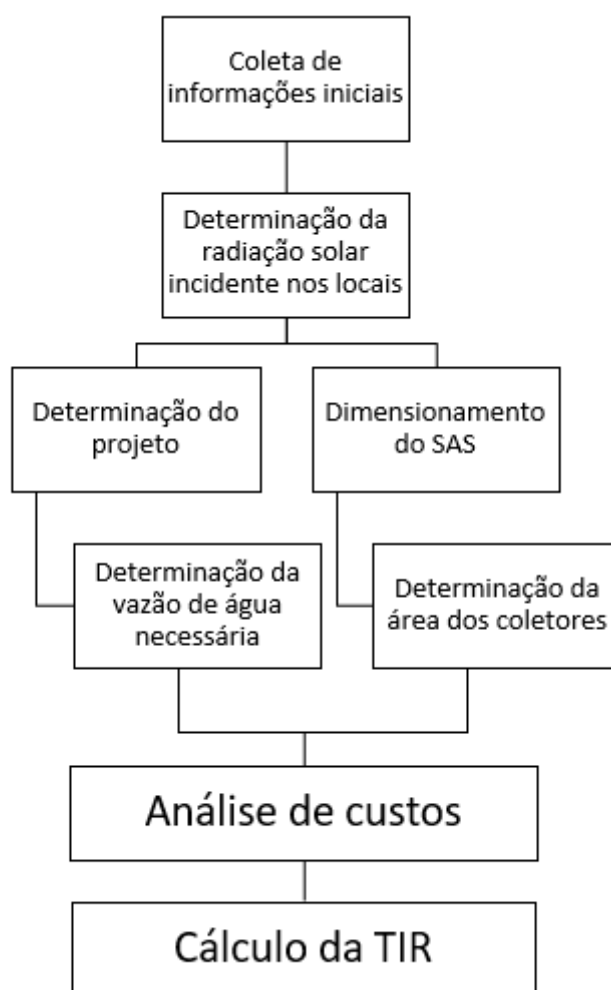 Coleta de
informações iniciais
Determinação da
radiação solar
incidente nos locais
Determinação do
projeto
Dimensionamento
do SAS
Determinação da
vazão de água
necessária
Determinação da
área dos coletores
Análise de custos
Cálculo da TIR